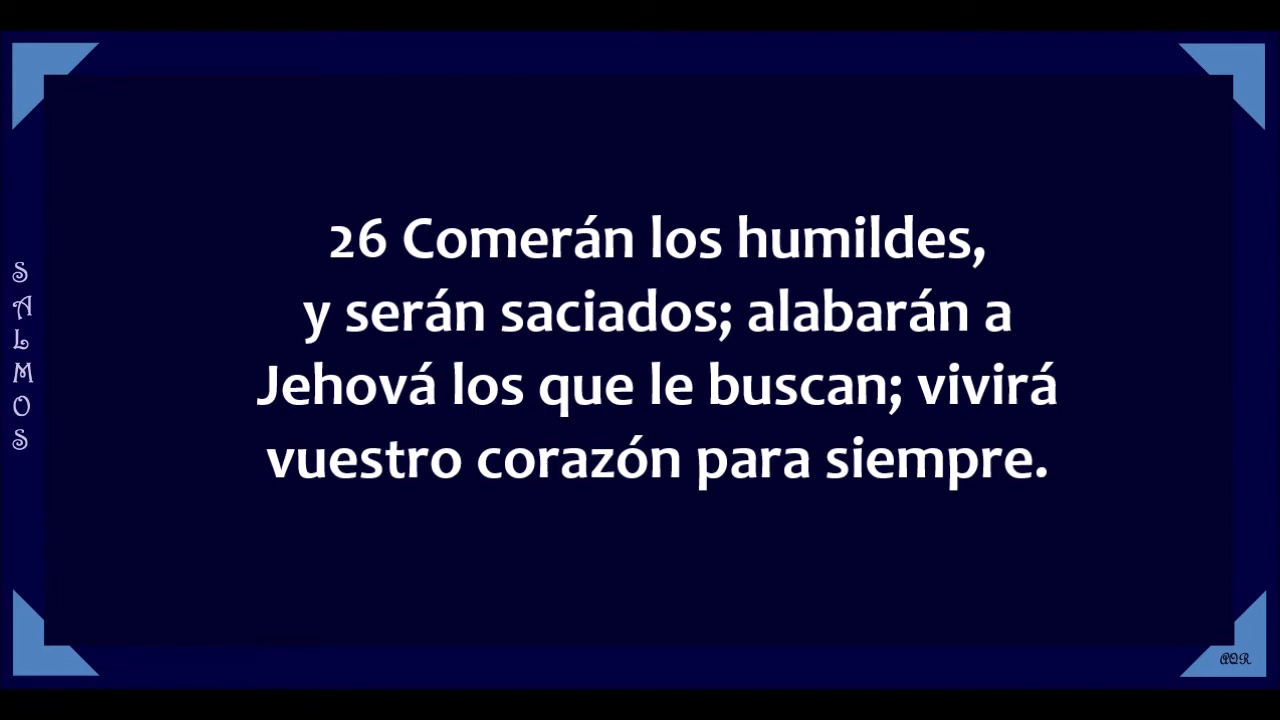 SALMOS
26 Comerán los humildes,
y serán saciados; alabarán a
Jehová los que le buscan; vivirá
vuestro corazón para siempre.